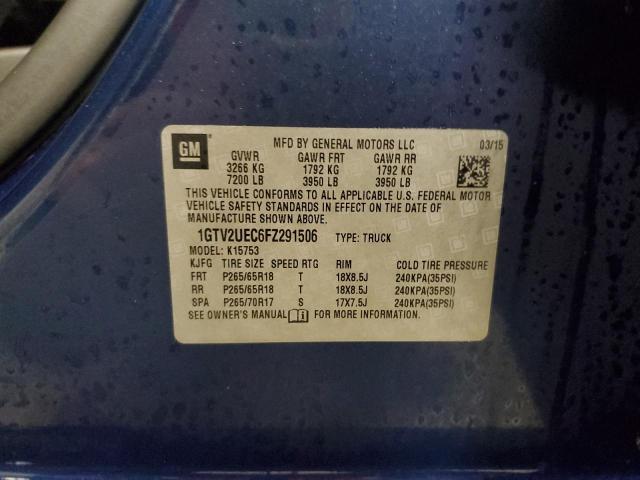 GM
MFD BY GENERAL MOTORS LLC 03/15
GVWR GAWR FRT GAWR RR
3266 KG 1792 KG 1792 KG
7200 LB 3950 LB 3950 LB
THIS VEHICLE CONFORMS TO ALL APPLICABLE U.S. FEDERAL MOTOR
VEHICLE SAFETY STANDARDS IN EFFECT ON THE DATE OF
MANUFACTURE SHOWN ABOVE.
1GTV2UEC6FZ291506 TYPE: TRUCK
MODEL: K15753
KJFG TIRE SIZE SPEED RTG RIM COLD TIRE PRESSURE
FRT P265/65R18 T 18X8.5J 240KPA(35PSI)
RR P265/65R18 T 18X8.5J 240KPA(35PSI)
SPA P265/70R17 S 17X7.5J 240KPA(35PSI)
SEE OWNER'S MANUAL FOR MORE INFORMATION.